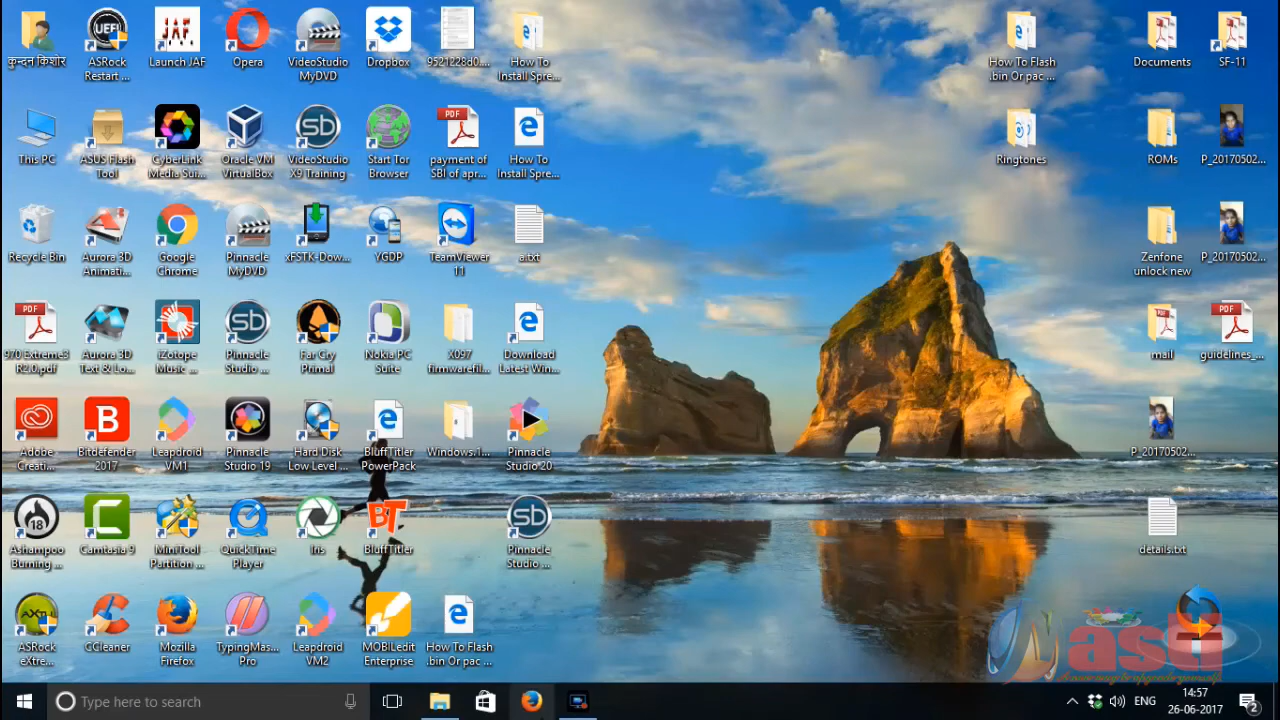 कुन्दन किशोर
ASRock
Restart ...
Launch JAF
Opera
VideoStudio
MyDVD
Dropbox
9521228d0....
How To
Install Spre...
How To Flash
.bin Or pac ...
Documents
SF-11
This PC
ASUS Flash
Tool
CyberLink
Media Sui...
Oracle VM
VirtualBox
VideoStudio
X9 Training
Start Tor
Browser
payment of
SBI of apr...
How To
Install Spre...
Ringtones
ROMs
P_20170502...
Recycle Bin
Aurora 3D
Animati...
Google
Chrome
Pinnacle
MyDVD
xFSTK-Dow...
YGDP
TeamViewer
11
a.txt
Zenfone
unlock new
P_20170502...
970 Extreme3
R2.0.pdf
Aurora 3D
Text & Lo...
iZotope
Music ...
Pinnacle
Studio ...
Far Cry
Primal
Nokia PC
Suite
X097
firmwarefil...
Download
Latest Win...
mail
guidelines_...
Adobe
Creati...
Bitdefender
2017
Leapdroid
VM1
Pinnacle
Studio 19
Hard Disk
Low Level ...
BluffTitler
PowerPack
Windows.1...
Pinnacle
Studio 20
P_20170502...
Ashampoo
Burning ...
Camtasia 9
MiniTool
Partition ...
QuickTime
Player
Iris
BluffTitler
Pinnacle
Studio ...
details.txt
ASRock
eXtre...
CCleaner
Mozilla
Firefox
TypingMas...
Pro
Leapdroid
VM2
MOBILedit
Enterprise
How To Flash
.bin Or pac ...
Masti
Type here to search
ENG
14:57
26-06-2017
2